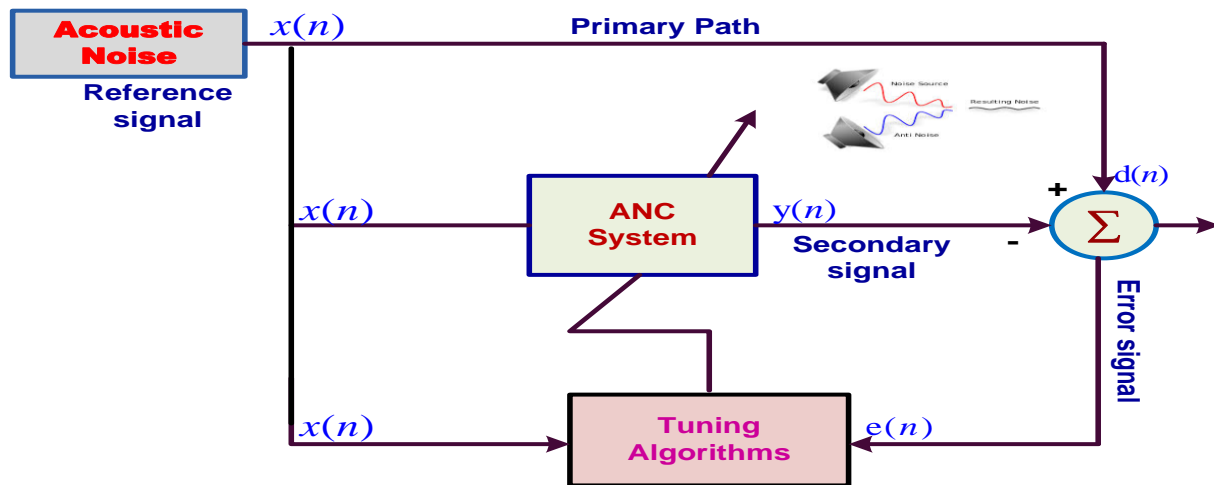 Acoustic
Noise
x(n)
Primary Path
Reference
signal
Noise Source
Resulting Noise
Anti Noise
d(n)
+
x(n)
ANC
System
y(n)
Σ
-
Secondary
signal
Error signal
x(n)
Tuning
Algorithms
e(n)